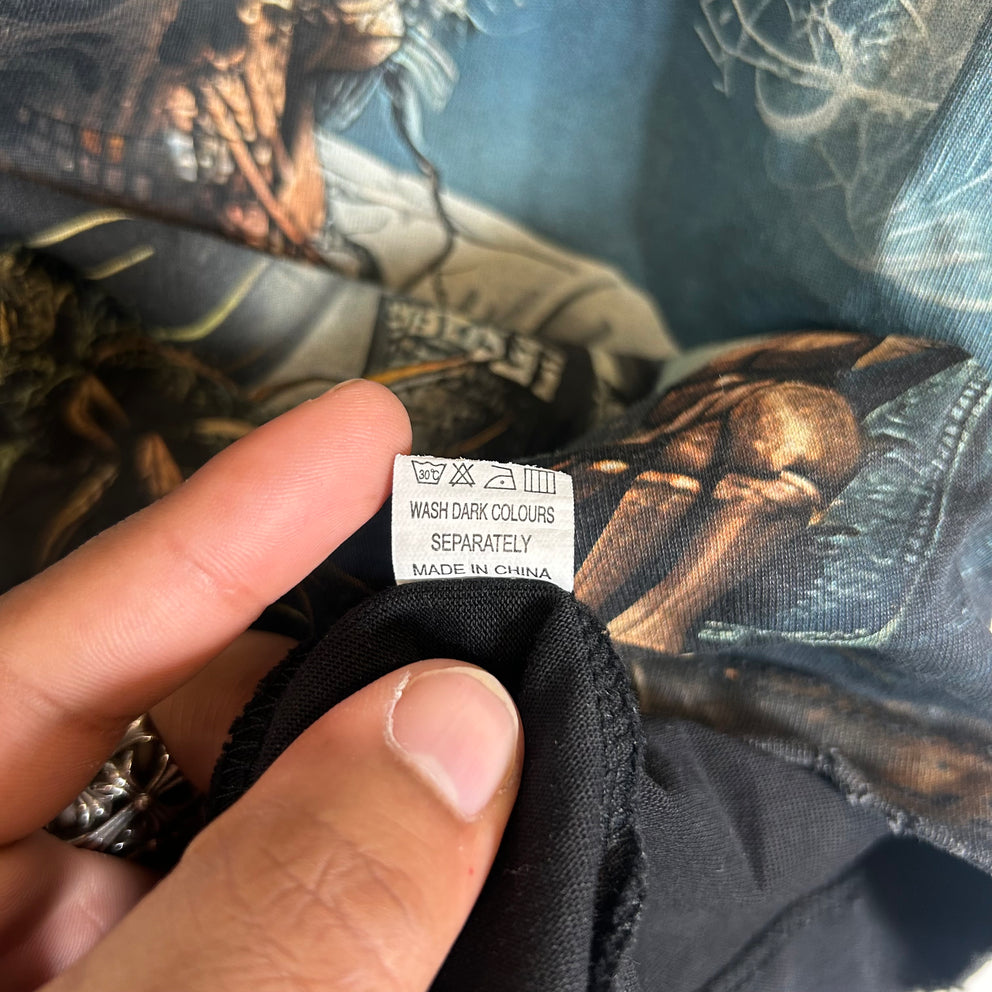 30℃
WASH DARK COLOURS
SEPARATELY
MADE IN CHINA